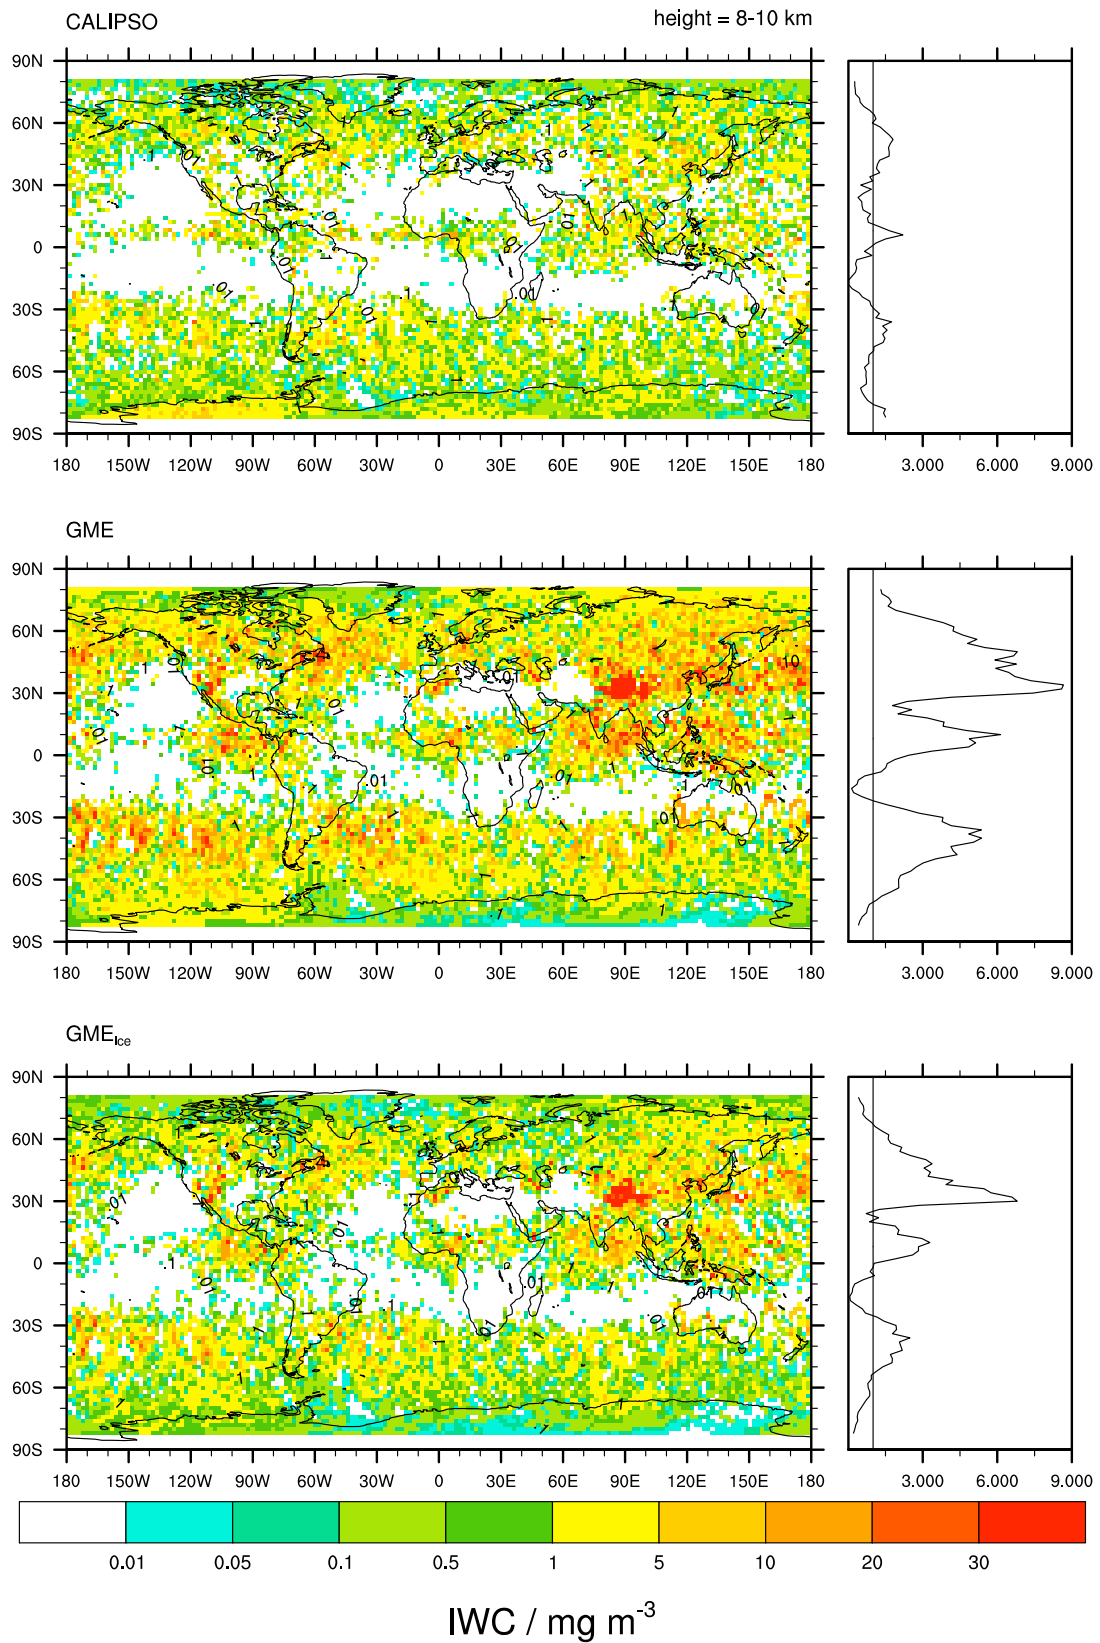 CALIPSO height = 8-10 km
90N
60N
30N
0
30S
60S
90S
180 150W 120W 90W 60W 30W 0 30E 60E 90E 120E 150E 180 3.000 6.000 9.000
GME
90N
60N
30N
0
30S
60S
90S
180 150W 120W 90W 60W 30W 0 30E 60E 90E 120E 150E 180 3.000 6.000 9.000
GME_Ice
90N
60N
30N
0
30S
60S
90S
180 150W 120W 90W 60W 30W 0 30E 60E 90E 120E 150E 180 3.000 6.000 9.000
0.01 0.05 0.1 0.5 1 5 10 20 30
IWC / mg m⁻³